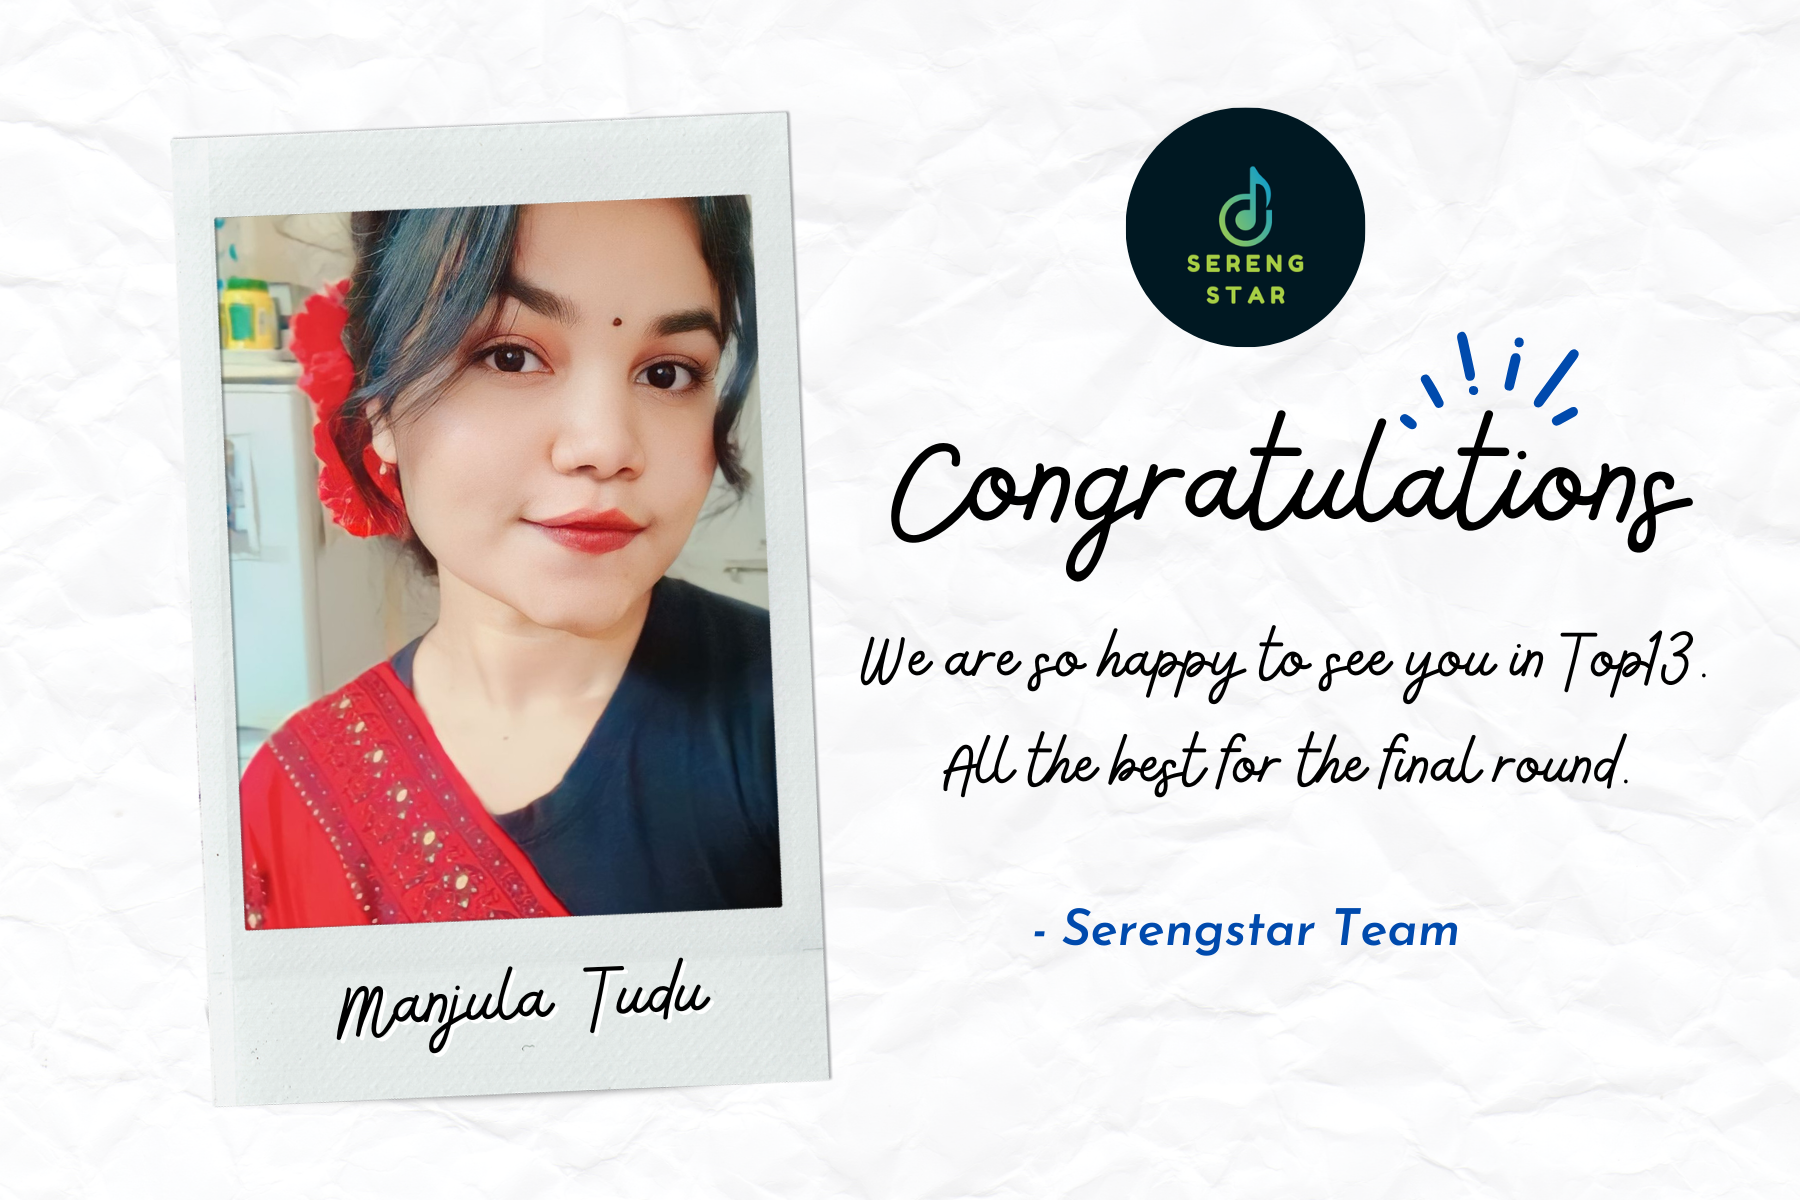 SERENG
STAR
Congratulations
We are so happy to see you in Top13.
All the best for the final round.
- Serengstar Team
Manjula Tudu